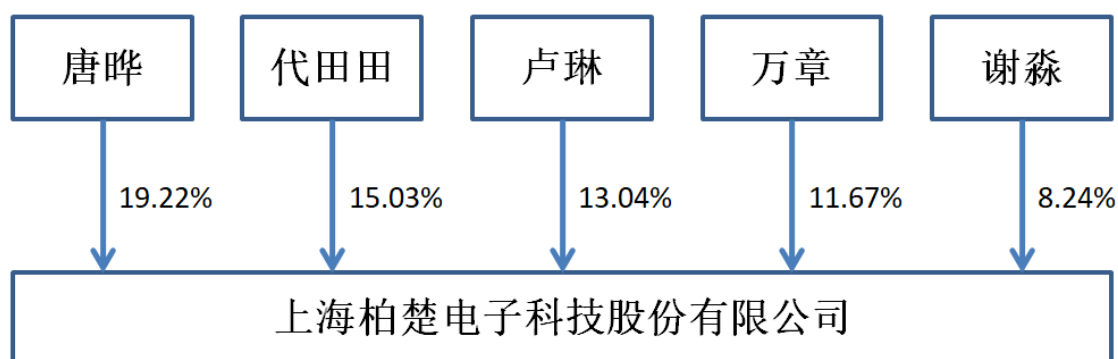 唐晔 代田田 卢琳 万章 谢淼
19.22% 15.03% 13.04% 11.67% 8.24%
上海柏楚电子科技股份有限公司